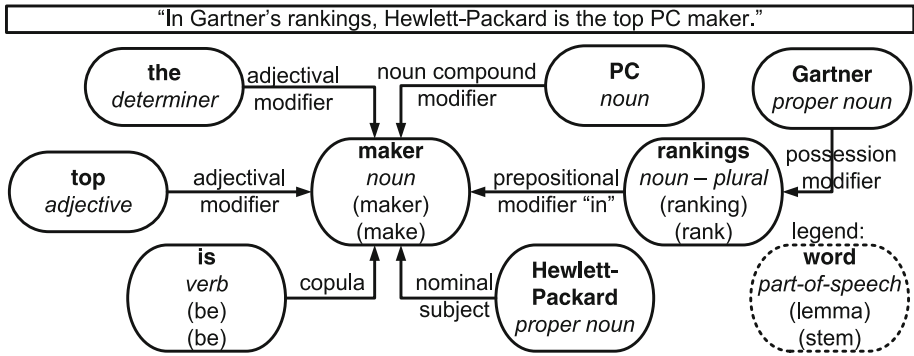 “In Gartner’s rankings, Hewlett-Packard is the top PC maker.”
the
determiner
adjectival
modifier
noun compound
modifier
PC
noun
Gartner
proper noun
top
adjective
adjectival
modifier
maker
noun
(maker)
(make)
prepositional
modifier “in”
rankings
noun – plural
(ranking)
(rank)
possession
modifier
is
verb
(be)
(be)
copula
nominal
subject
Hewlett-
Packard
proper noun
legend:
word
part-of-speech
(lemma)
(stem)